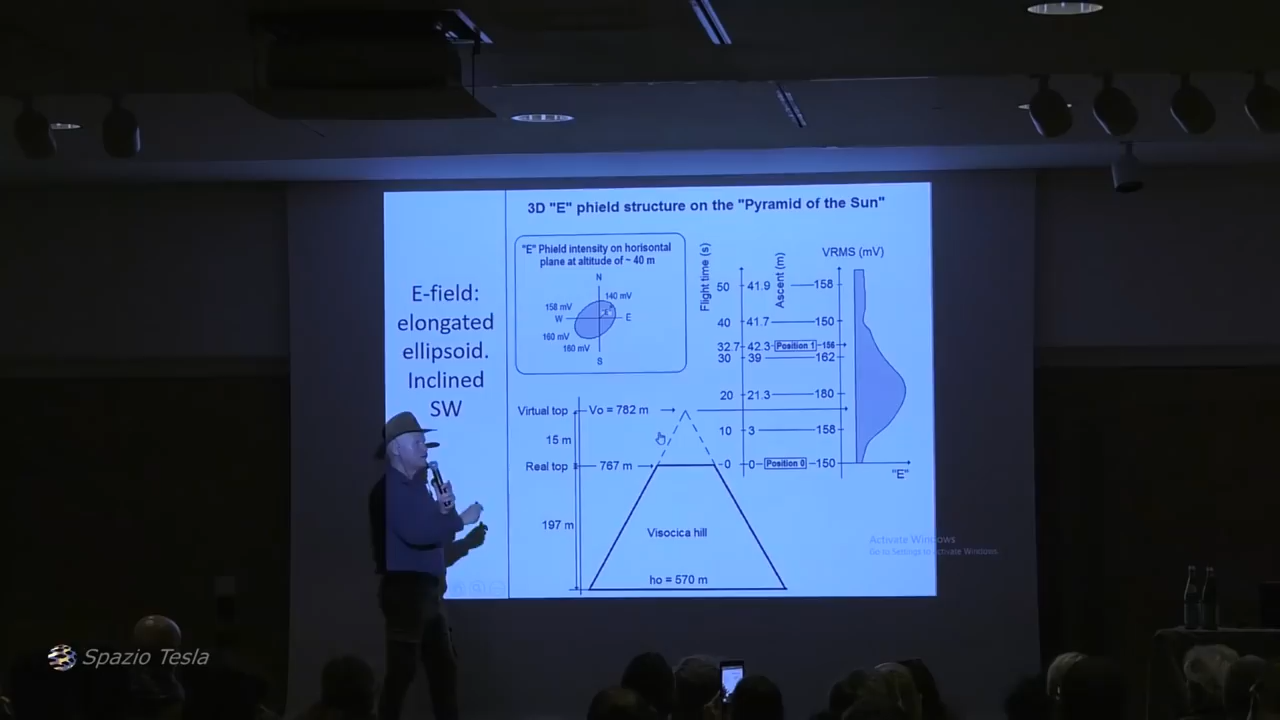 3D "E" phield structure on the "Pyramid of the Sun"
E-field:
elongated
ellipsoid.
Inclined
SW
"E" Phield intensity on horisontal
plane at altitude of ~ 40 m
N
140 mV
158 mV
W
E
160 mV
180 mV
S
Flight time (s)
Ascent (m)
VRMS (mV)
50 41.9 158
40 41.7 150
32.7 42.3 Position 1 156
30 39 162
20 21.3 180
10 3 158
0 0 Position 0 150
"E"
Virtual top Vo = 782 m
15 m
Real top 767 m
197 m
Visocica hill
ho = 570 m
Activate Windows
Go to Settings to activate Windows.
Spazio Tesla